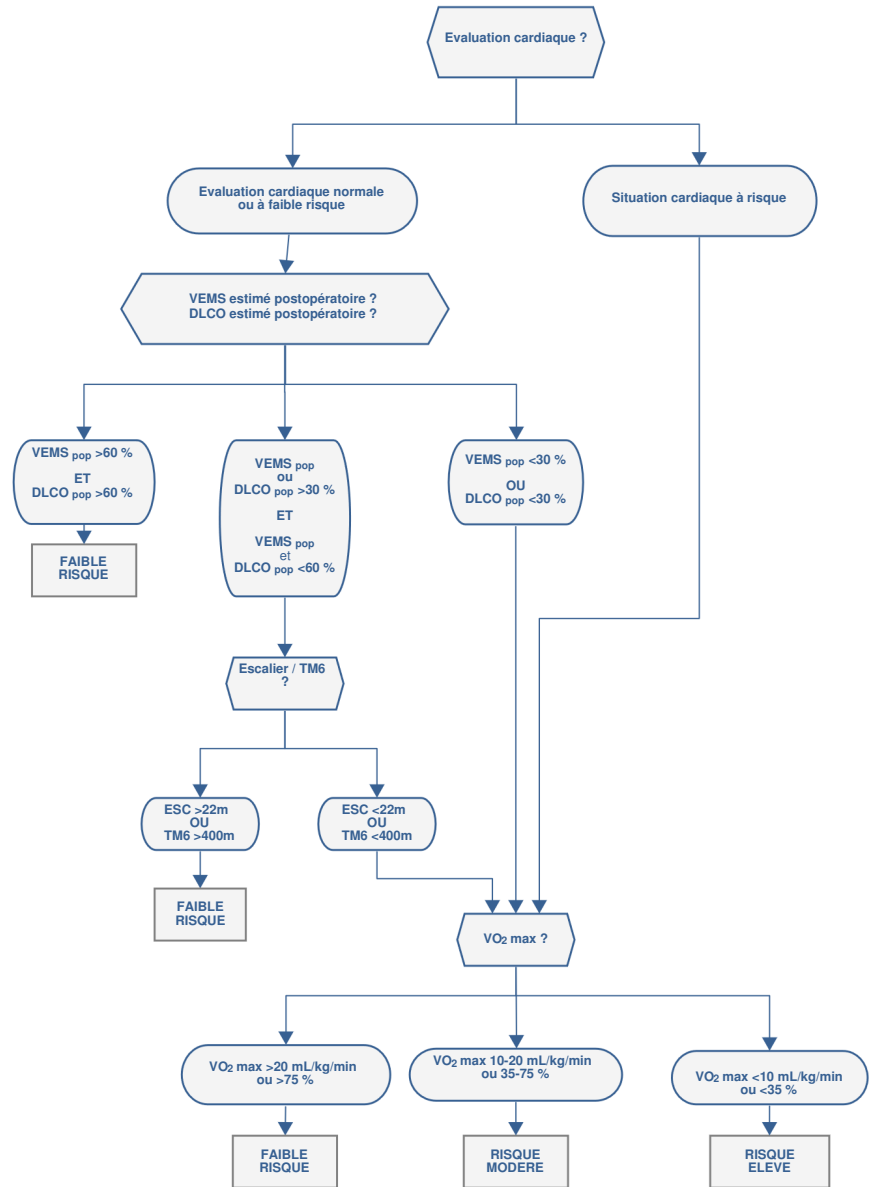 Evaluation cardiaque ?
Evaluation cardiaque normale
ou à faible risque
Situation cardiaque à risque
VEMS estimé postopératoire ?
DLCO estimé postopératoire ?
VEMS pop >60 %
ET
DLCO pop >60 %
VEMS pop
ou
DLCO pop >30 %
ET
VEMS pop
et
DLCO pop <60 %
VEMS pop <30 %
OU
DLCO pop <30 %
FAIBLE
RISQUE
Escalier / TM6
?
ESC >22m
OU
TM6 >400m
ESC <22m
OU
TM6 <400m
FAIBLE
RISQUE
VO2 max ?
VO2 max >20 mL/kg/min
ou >75 %
VO2 max 10-20 mL/kg/min
ou 35-75 %
VO2 max <10 mL/kg/min
ou <35 %
FAIBLE
RISQUE
RISQUE
MODERE
RISQUE
ELEVE